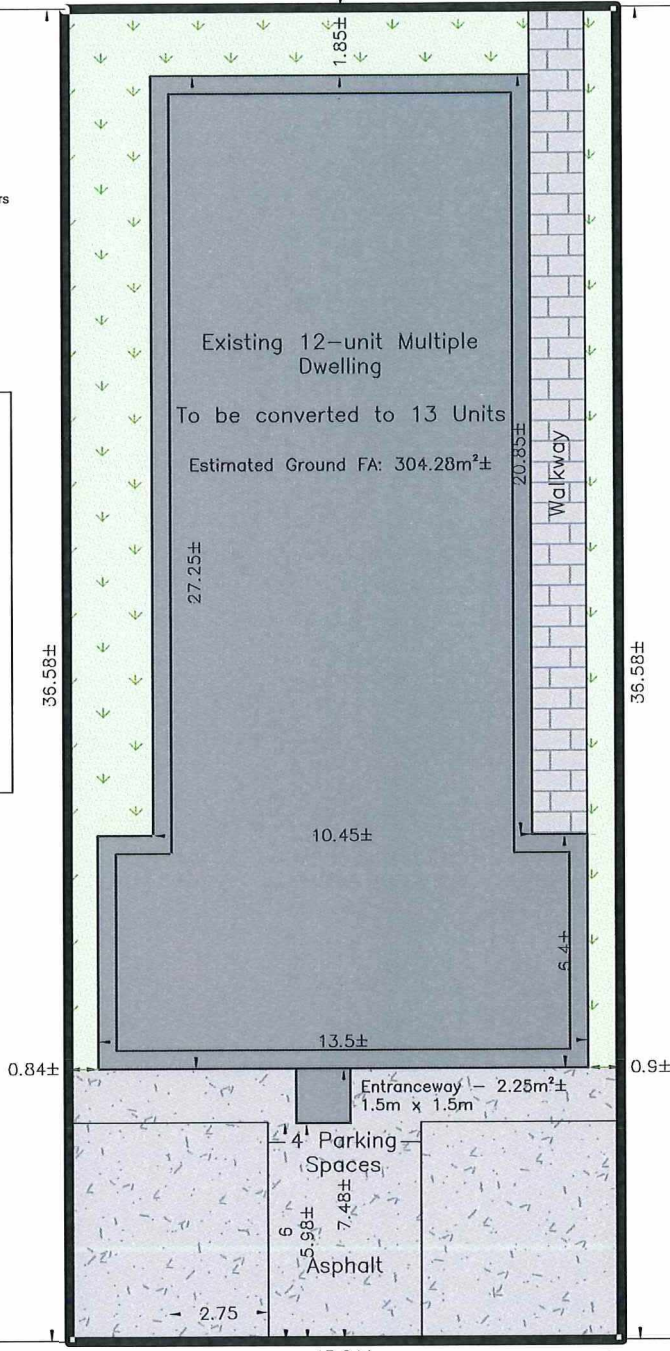 1.85±
Existing 12-unit Multiple
Dwelling
To be converted to 13 Units
Estimated Ground FA: 304.28m²±
20.85±
Walkway
27.25±
36.58±
36.58±
10.45±
6.4±
13.5±
0.84±
0.9±
Entranceway – 2.25m²±
1.5m x 1.5m
4 Parking
Spaces
6
5.98±
7.48±
Asphalt
2.75